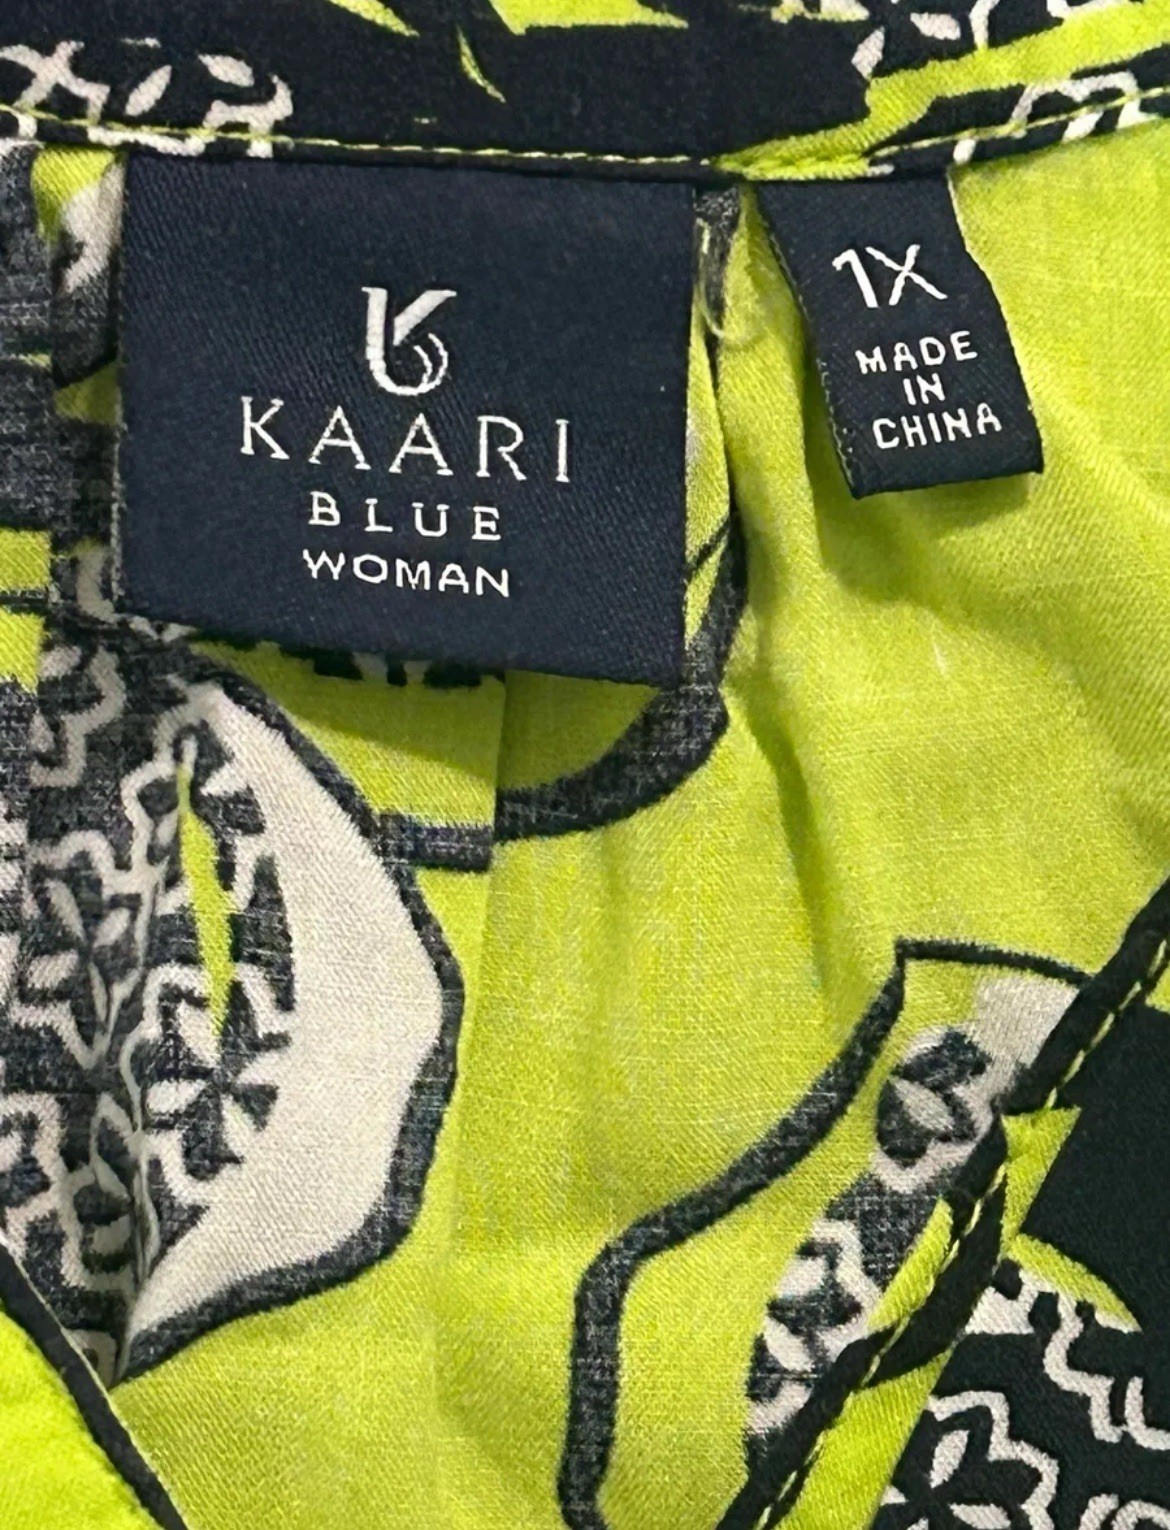 KAARI
BLUE
WOMAN
1X
MADE
IN
CHINA